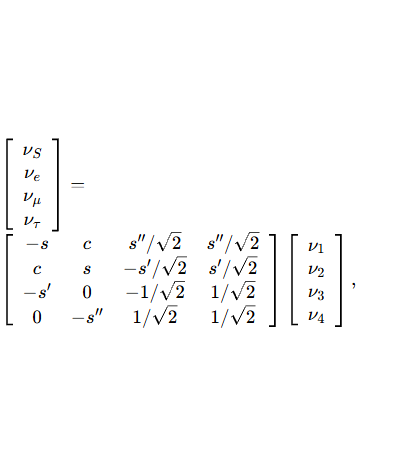 [ν_S
ν_e
ν_μ
ν_τ] =
[−s c s″/√2 s″/√2
c s −s′/√2 s′/√2
−s′ 0 −1/√2 1/√2
0 −s″ 1/√2 1/√2] [ν_1
ν_2
ν_3
ν_4],